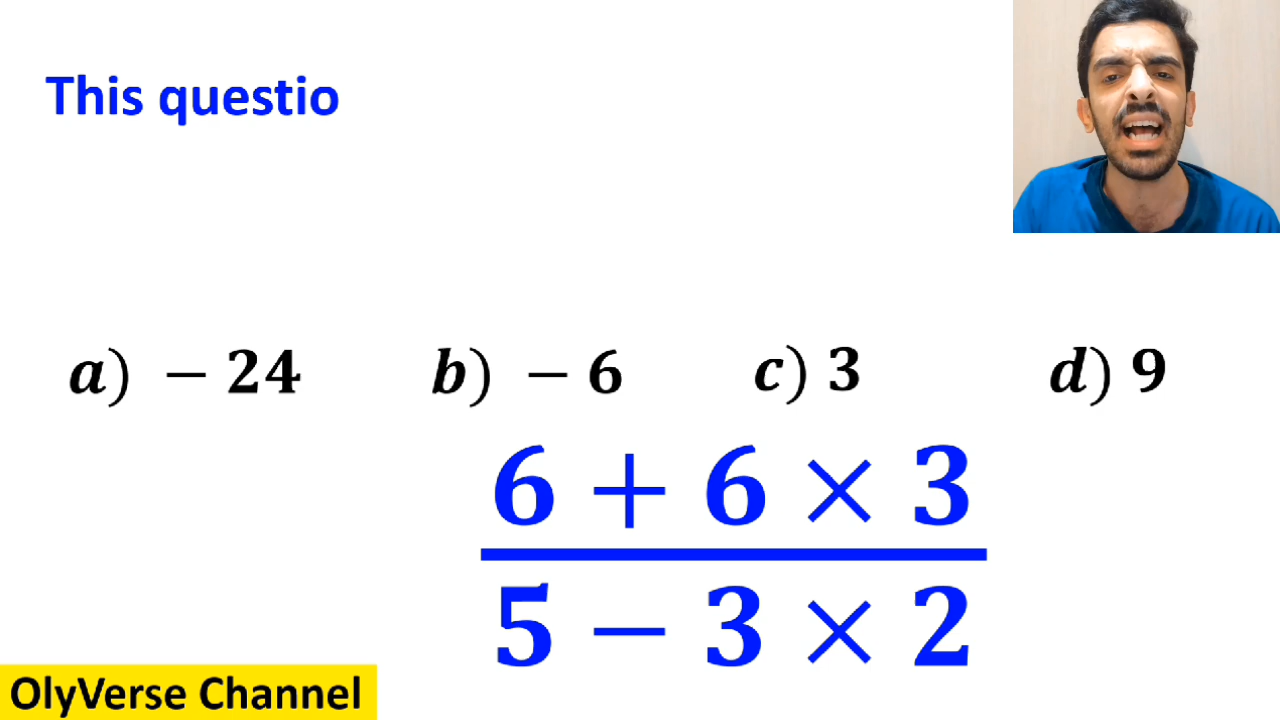 This questio
a) − 24 b) − 6 c) 3 d) 9
6 + 6 × 3
5 − 3 × 2
OlyVerse Channel